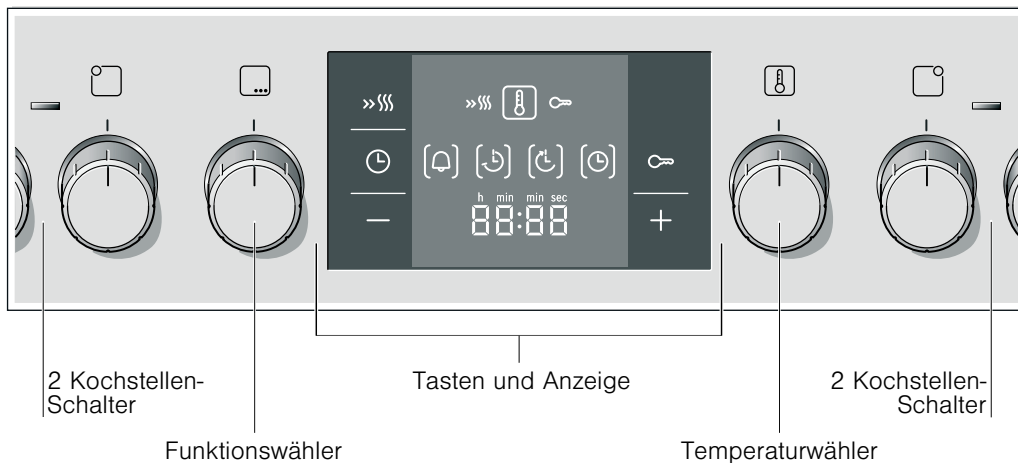 h min min sec
88:88
2 Kochstellen-
Schalter
Tasten und Anzeige
2 Kochstellen-
Schalter
Funktionswähler
Temperaturwähler